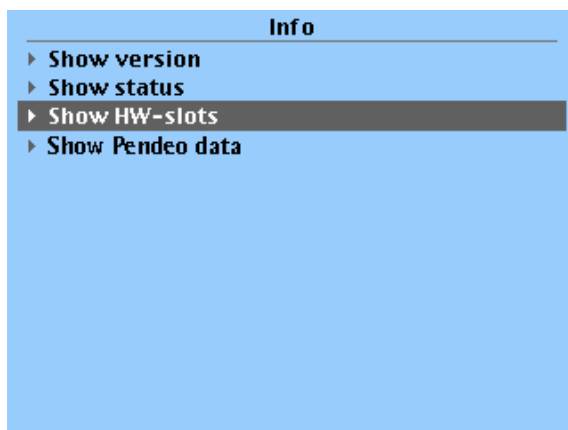 Info
Show version
Show status
Show HW-slots
Show Pendeo data